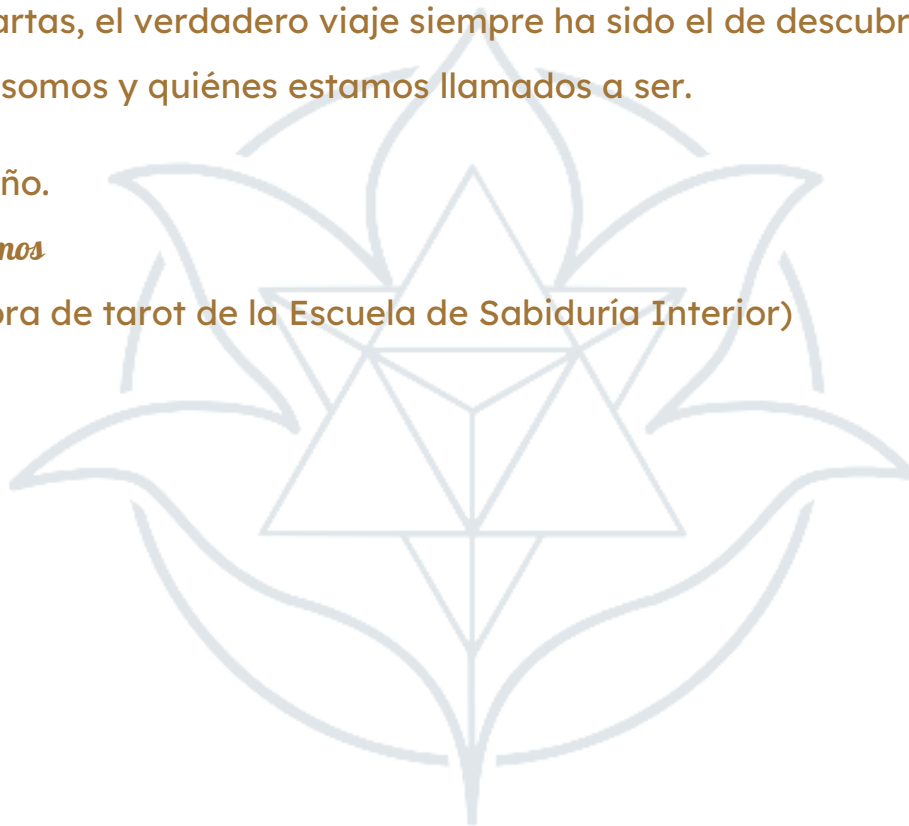 artas, el verdadero viaje siempre ha sido el de descubr
somos y quiénes estamos llamados a ser.
ño.
mos
ora de tarot de la Escuela de Sabiduría Interior)